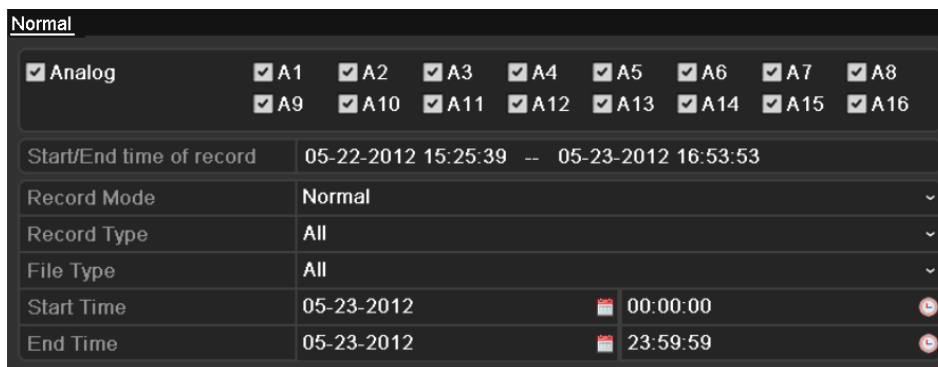 Normal
Analog A1 A2 A3 A4 A5 A6 A7 A8
A9 A10 A11 A12 A13 A14 A15 A16
Start/End time of record 05-22-2012 15:25:39 -- 05-23-2012 16:53:53
Record Mode Normal
Record Type All
File Type All
Start Time 05-23-2012 00:00:00
End Time 05-23-2012 23:59:59